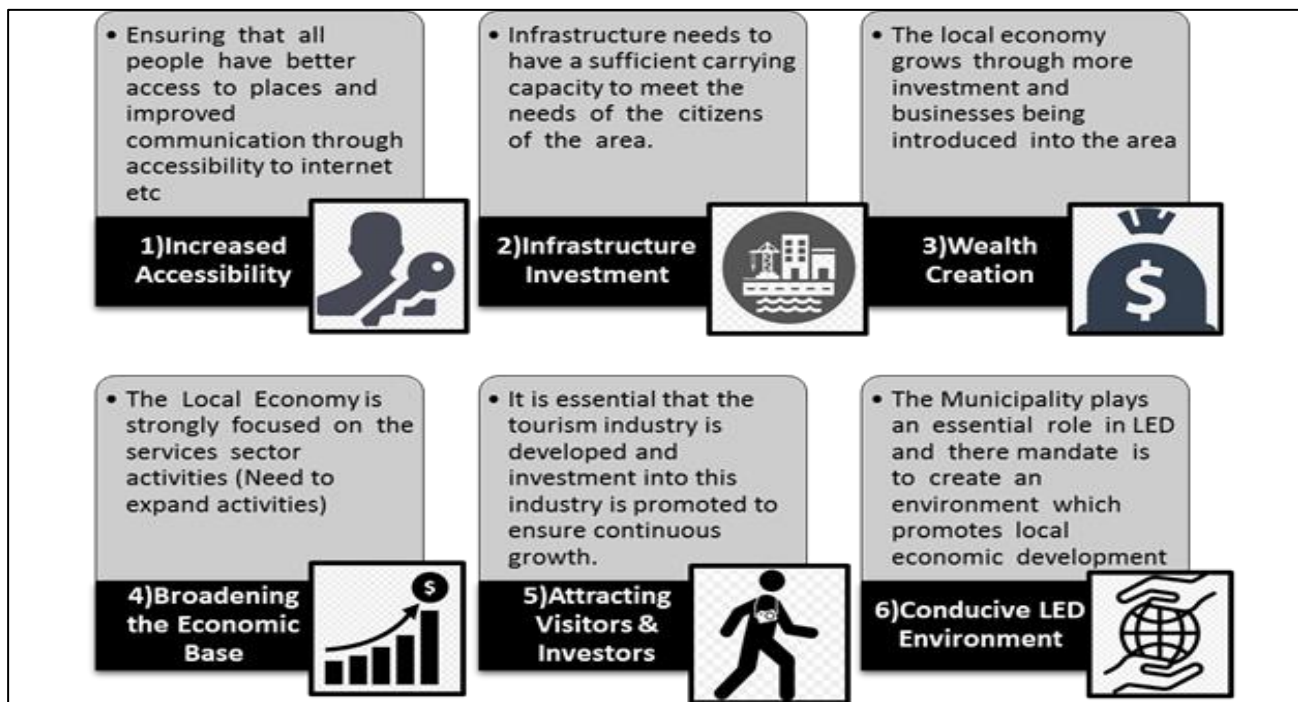 • Ensuring that all
people have better
access to places and
improved
communication through
accessibility to internet
etc
1)Increased
Accessibility
• Infrastructure needs to
have a sufficient carrying
capacity to meet the
needs of the citizens
of the area.
2)Infrastructure
Investment
• The local economy
grows through more
investment and
businesses being
introduced into the area
3)Wealth
Creation
$
• The Local Economy is
strongly focused on the
services sector
activities (Need to
expand activities)
4)Broadening
the Economic
Base
$
• It is essential that the
tourism industry is
developed and
investment into this
industry is promoted to
ensure continuous
growth.
5)Attracting
Visitors &
Investors
• The Municipality plays
an essential role in LED
and there mandate is
to create an
environment which
promotes local
economic development
6)Conducive LED
Environment